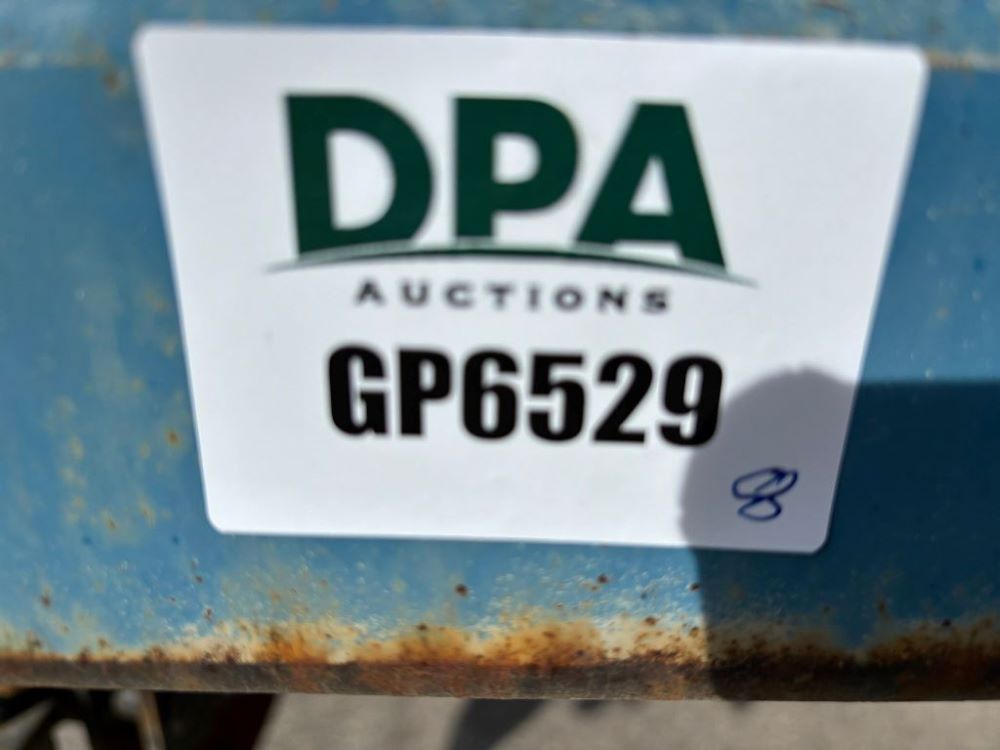 DPA
AUCTIONS
GP6529
8